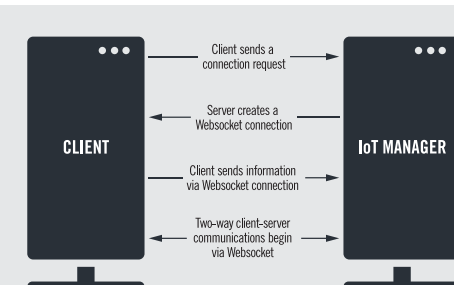 Client sends a
connection request
Server creates a
Websocket connection
CLIENT
IoT MANAGER
Client sends information
via Websocket connection
Two-way client-server
communications begin
via Websocket